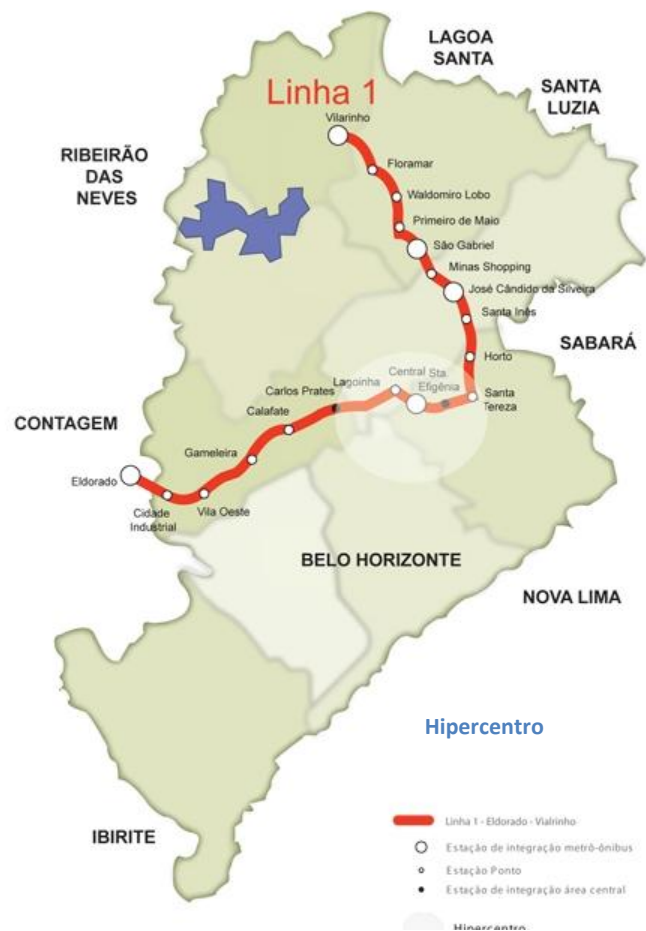 LAGOA
SANTA
SANTA
LUZIA
Linha 1
Vilarinho
RIBEIRÃO
DAS
NEVES
Floramar
Waldomiro Lobo
Primeiro de Maio
São Gabriel
Minas Shopping
José Cândido da Silveira
Santa Inês
SABARÁ
Horto
Central
Sta.
Efigênia
Lagoinha
Carlos Prates
Santa
Tereza
Calafate
CONTAGEM
Gameleira
Eldorado
Cidade
Industrial
Vila Oeste
BELO HORIZONTE
NOVA LIMA
Hipercentro
IBIRITE
Linha 1 - Eldorado - Vialrinho
Estação de integração metrô-ônibus
Estação Ponto
Estação de integração área central
Hipercentro